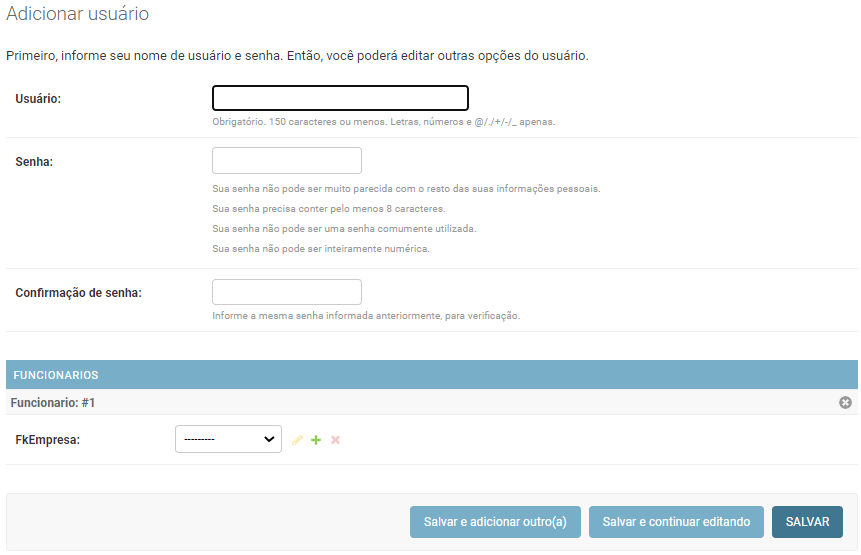 Adicionar usuário
Primeiro, informe seu nome de usuário e senha. Então, você poderá editar outras opções do usuário.
Usuário:
Obrigatório. 150 caracteres ou menos. Letras, números e @/./+/-/_ apenas.
Senha:
Sua senha não pode ser muito parecida com o resto das suas informações pessoais.
Sua senha precisa conter pelo menos 8 caracteres.
Sua senha não pode ser uma senha comumente utilizada.
Sua senha não pode ser inteiramente numérica.
Confirmação de senha:
Informe a mesma senha informada anteriormente, para verificação.
FUNCIONARIOS
Funcionario: #1
FkEmpresa: ---------
Salvar e adicionar outro(a) Salvar e continuar editando SALVAR